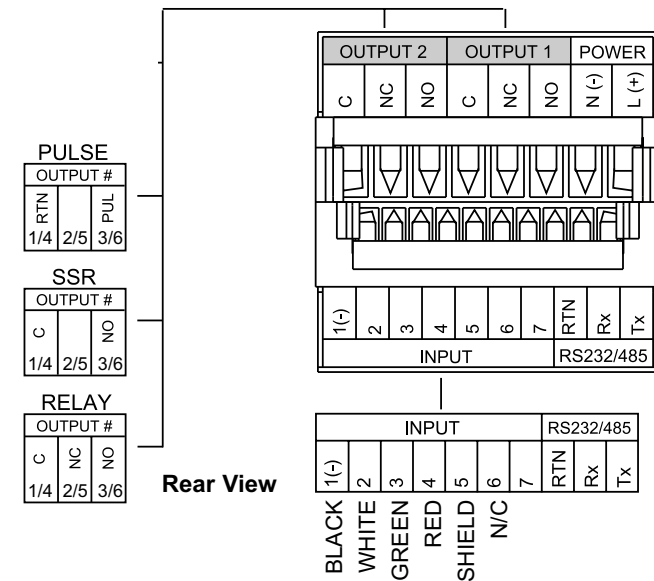 OUTPUT 2 OUTPUT 1 POWER
C NC NO C NC NO N (-) L (+)
PULSE
OUTPUT #
RTN PUL
1/4 2/5 3/6
SSR
OUTPUT #
C NO
1/4 2/5 3/6
RELAY
OUTPUT #
C NC NO
1/4 2/5 3/6
Rear View
1(-) 2 3 4 5 6 7 RTN Rx Tx
INPUT RS232/485
INPUT RS232/485
1(-) 2 3 4 5 6 7 RTN Rx Tx
BLACK WHITE GREEN RED SHIELD N/C